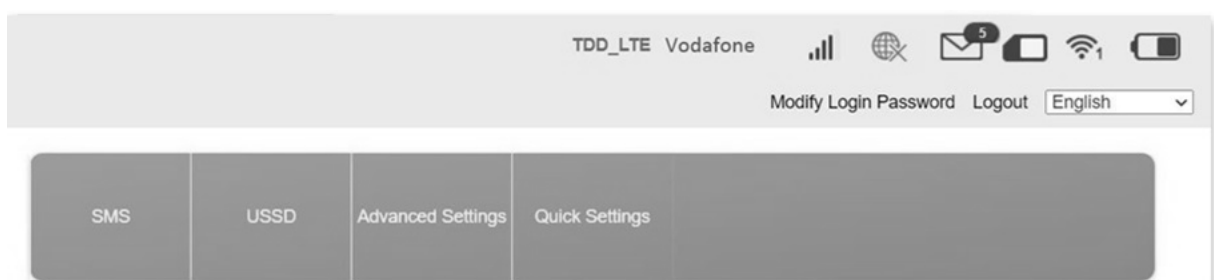 TDD_LTE Vodafone 5 1
Modify Login Password Logout English
SMS USSD Advanced Settings Quick Settings